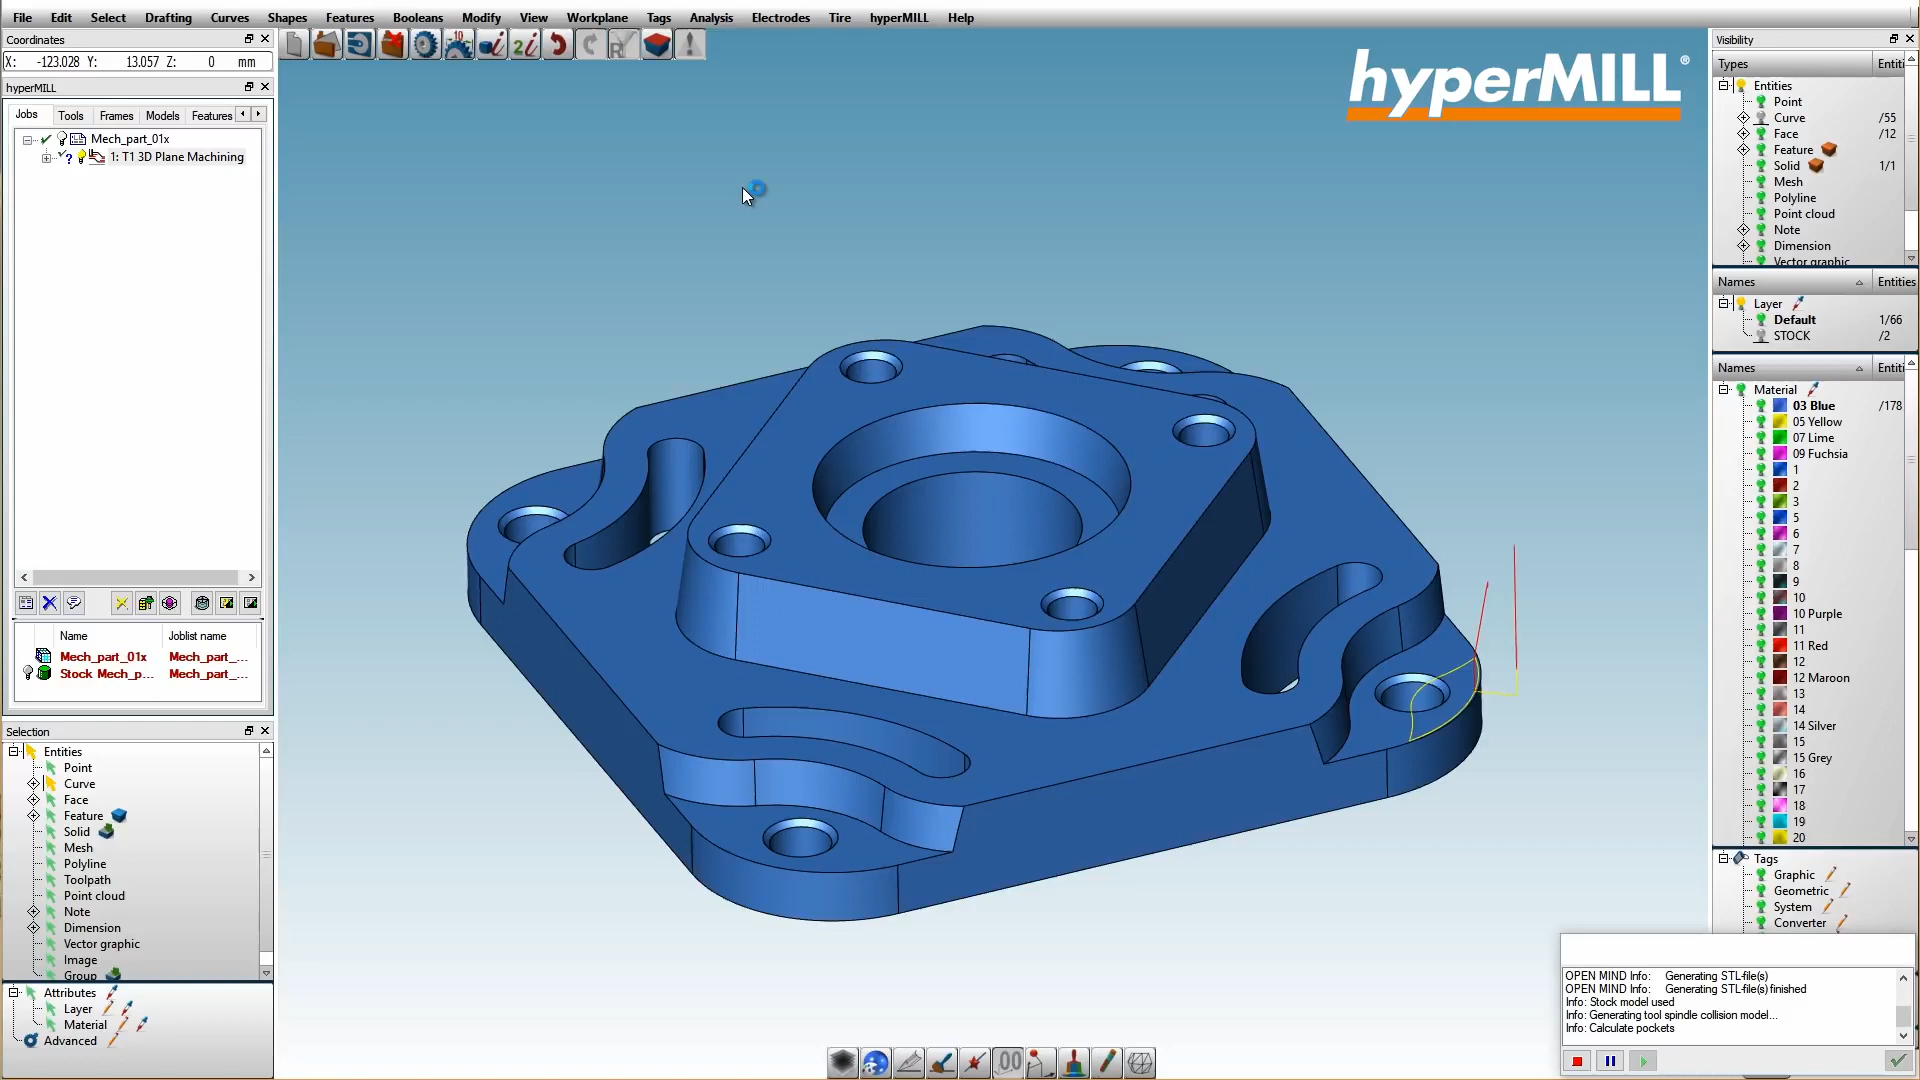 File Edit Select Drafting Curves Shapes Features Booleans Modify View Workplane Tags Analysis Electrodes Tire hyperMILL Help
Coordinates
X: -123.028 Y: 13.057 Z: 0 mm
hyperMILL
Jobs Tools Frames Models Features
Mech_part_01x
1: T1 3D Plane Machining
Name Joblist name
Mech_part_01x Mech_part_...
Stock Mech_p... Mech_part_...
Selection
Entities
Point
Curve
Face
Feature
Solid
Mesh
Polyline
Toolpath
Point cloud
Note
Dimension
Vector graphic
Image
Group
Attributes
Layer
Material
Advanced
hyperMILL®
Visibility
Types Entiti
Entities
Point
Curve /55
Face /12
Feature
Solid 1/1
Mesh
Polyline
Point cloud
Note
Dimension
Vector graphic
Names Entities
Layer
Default 1/66
STOCK /2
Names Entiti
Material
03 Blue /178
05 Yellow
07 Lime
09 Fuchsia
1
2
3
5
6
7
8
9
10
10 Purple
11
11 Red
12
12 Maroon
13
14
14 Silver
15
15 Grey
16
17
18
19
20
Tags
Graphic
Geometric
System
Converter
OPEN MIND Info: Generating STL-file(s)
OPEN MIND Info: Generating STL-file(s) finished
Info: Stock model used
Info: Generating tool spindle collision model...
Info: Calculate pockets